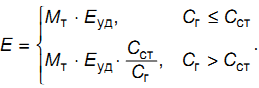 E = { Mт · Eуд, Cг ≤ Cст
Mт · Eуд · Cст/Cг, Cг > Cст .